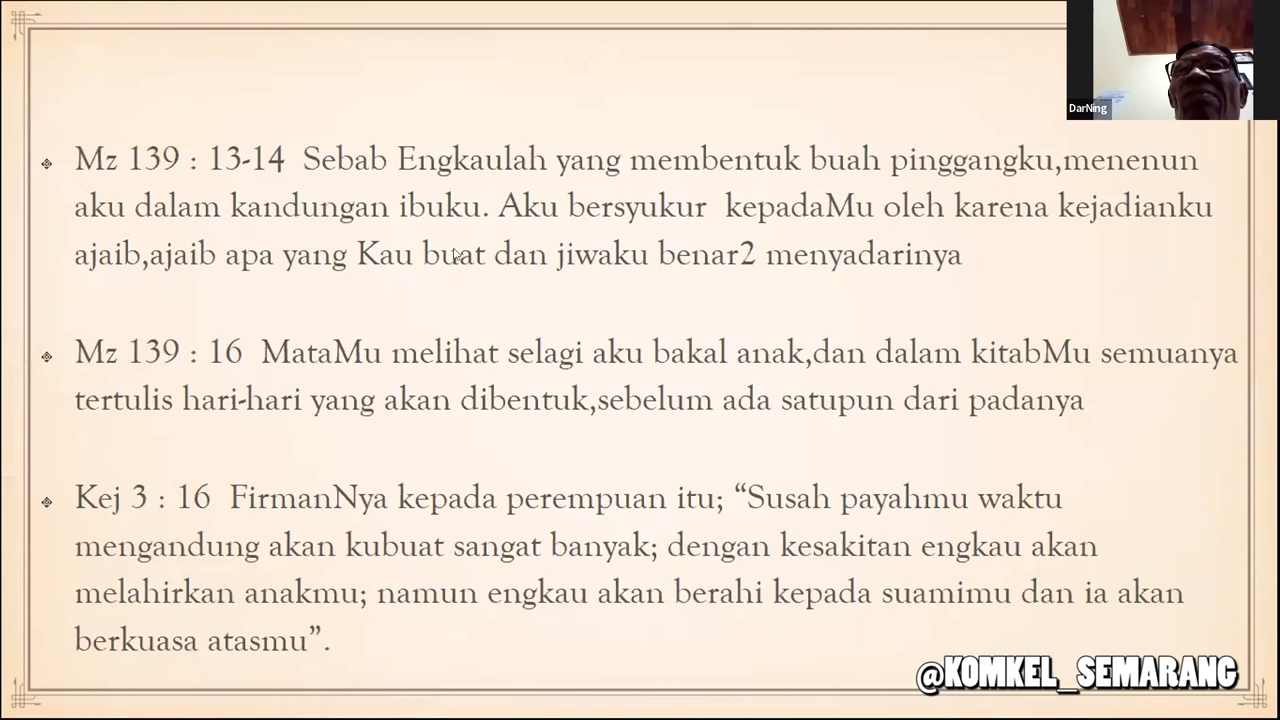 DarNing
Mz 139 : 13-14  Sebab Engkaulah yang membentuk buah pinggangku,menenun
aku dalam kandungan ibuku. Aku bersyukur  kepadaMu oleh karena kejadianku
ajaib,ajaib apa yang Kau buat dan jiwaku benar2 menyadarinya
Mz 139 : 16  MataMu melihat selagi aku bakal anak,dan dalam kitabMu semuanya
tertulis hari-hari yang akan dibentuk,sebelum ada satupun dari padanya
Kej 3 : 16  FirmanNya kepada perempuan itu; “Susah payahmu waktu
mengandung akan kubuat sangat banyak; dengan kesakitan engkau akan
melahirkan anakmu; namun engkau akan berahi kepada suamimu dan ia akan
berkuasa atasmu”.
@KOMKEL_SEMARANG